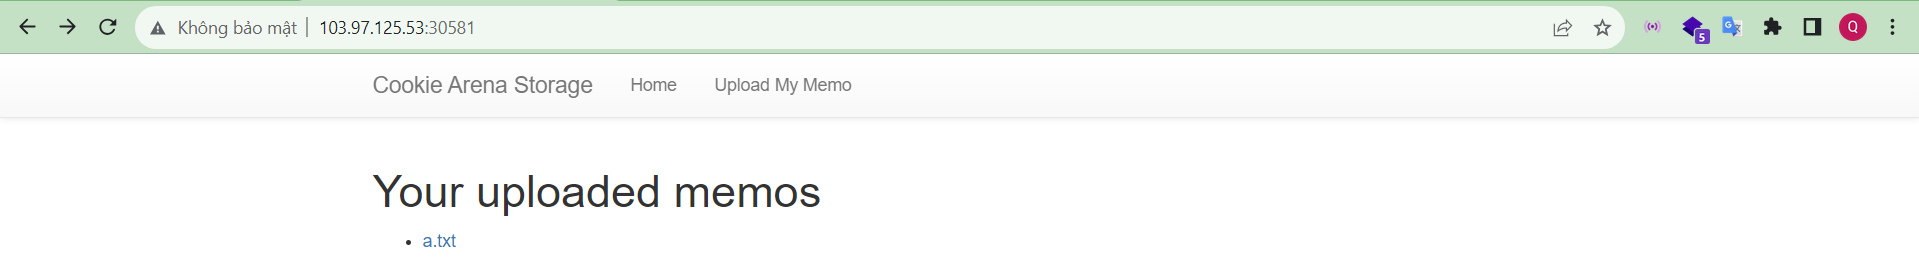 Không bảo mật 103.97.125.53:30581
5
G
Q
Cookie Arena Storage Home Upload My Memo
Your uploaded memos
a.txt